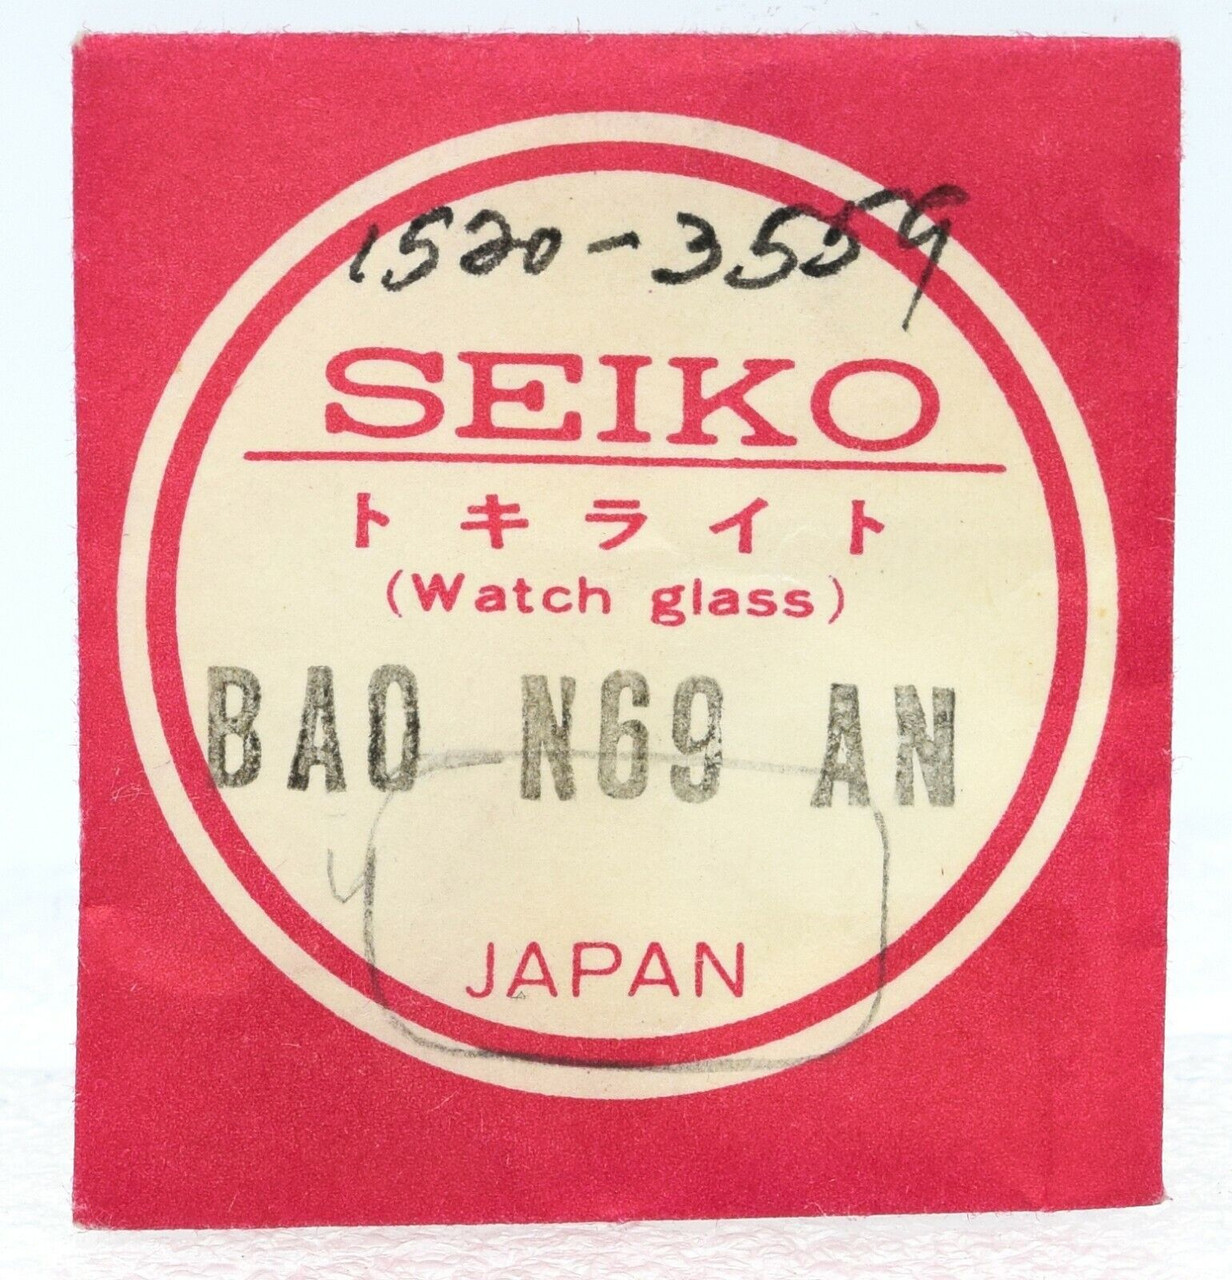 1520-3559
SEIKO
トキライト
(Watch glass)
BA0 N69 AN
JAPAN